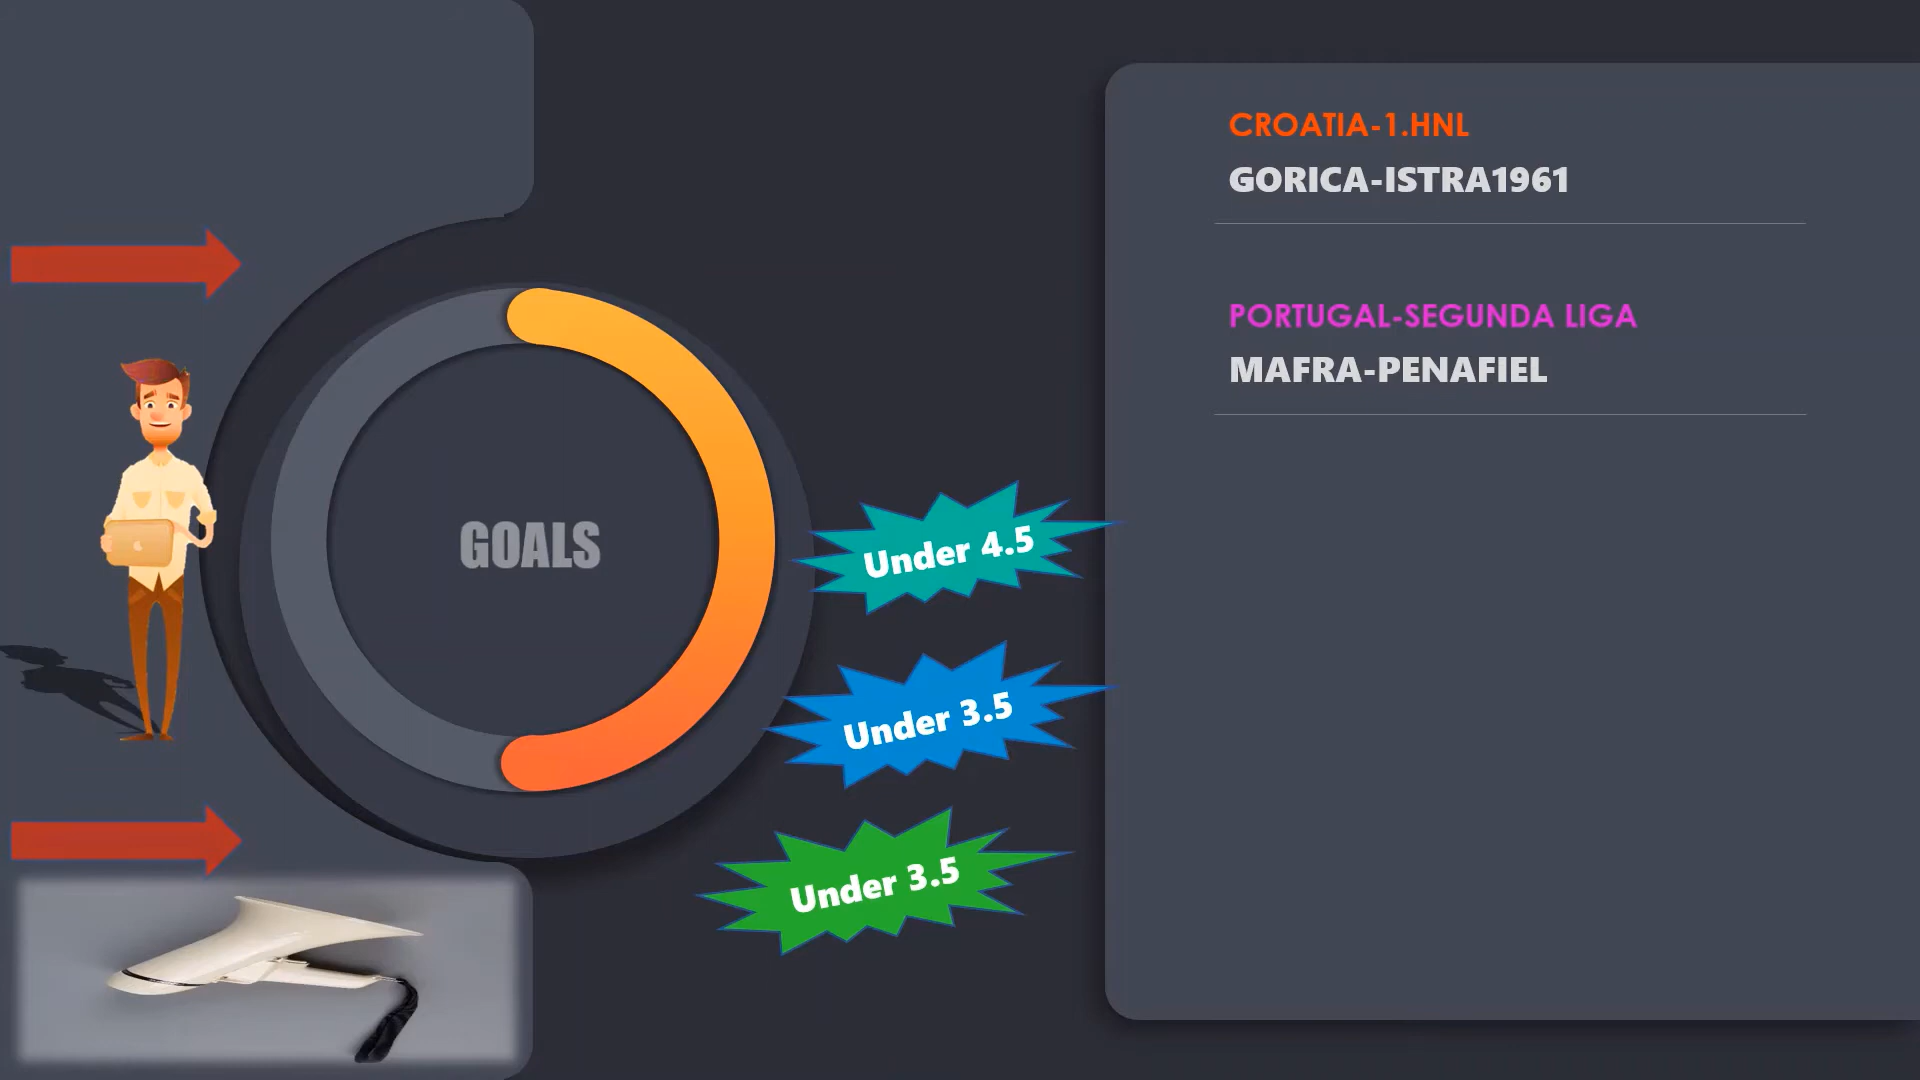 CROATIA-1.HNL
GORICA-ISTRA1961
PORTUGAL-SEGUNDA LIGA
MAFRA-PENAFIEL
GOALS
Under 4.5
Under 3.5
Under 3.5